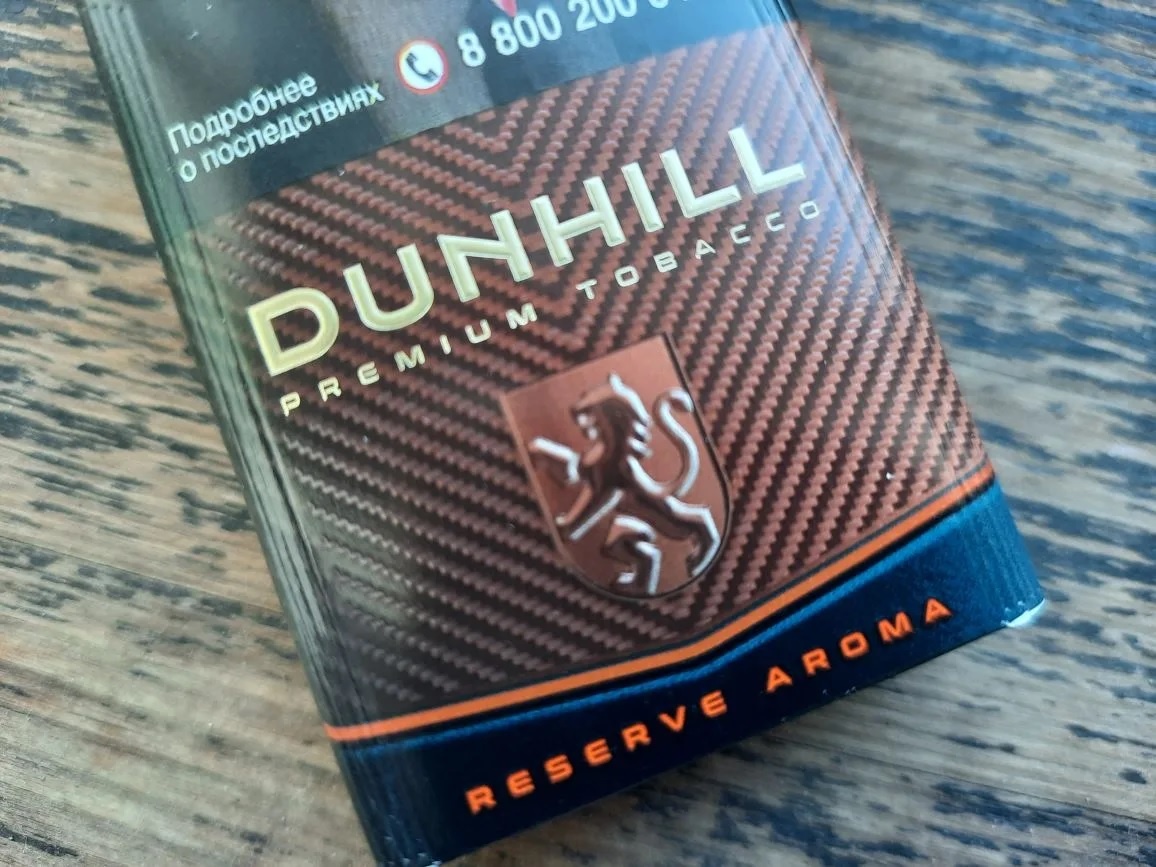 8 800 200
Подробнее
о последствиях
DUNHILL
PREMIUM TOBACCO
RESERVE AROMA